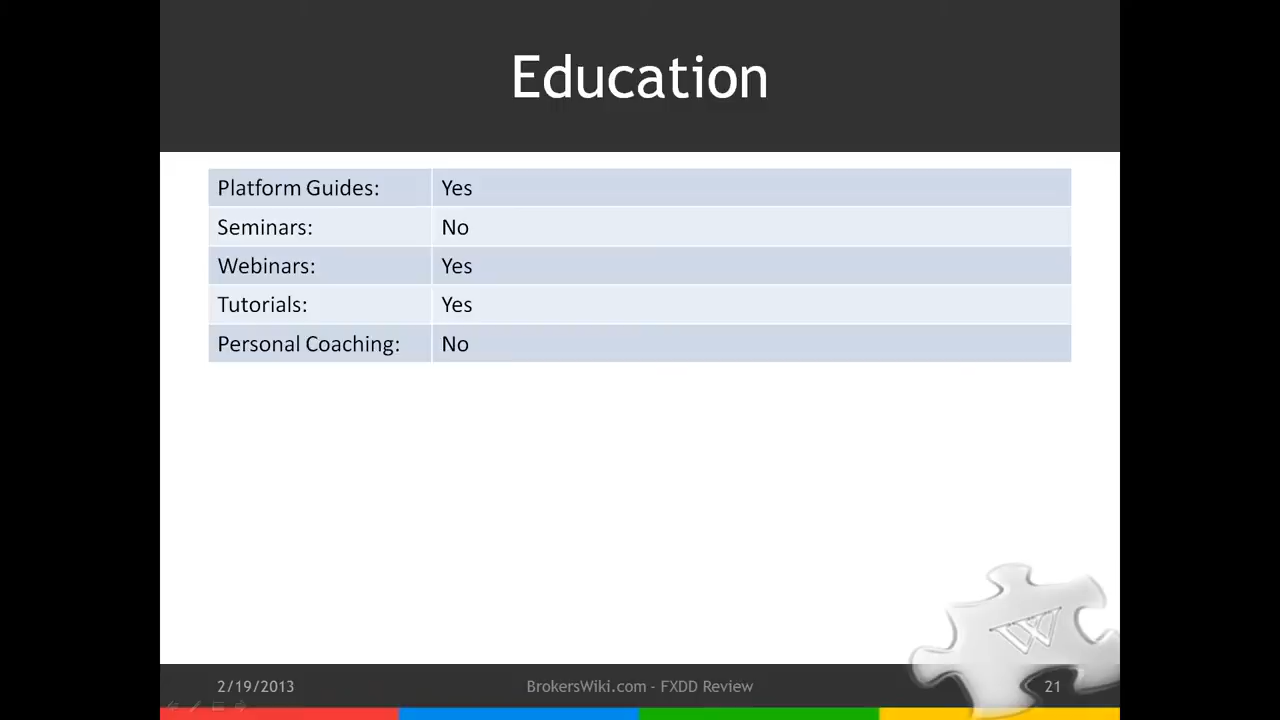 Education
Platform Guides: Yes
Seminars: No
Webinars: Yes
Tutorials: Yes
Personal Coaching: No
W
2/19/2013 BrokersWiki.com - FXDD Review 21